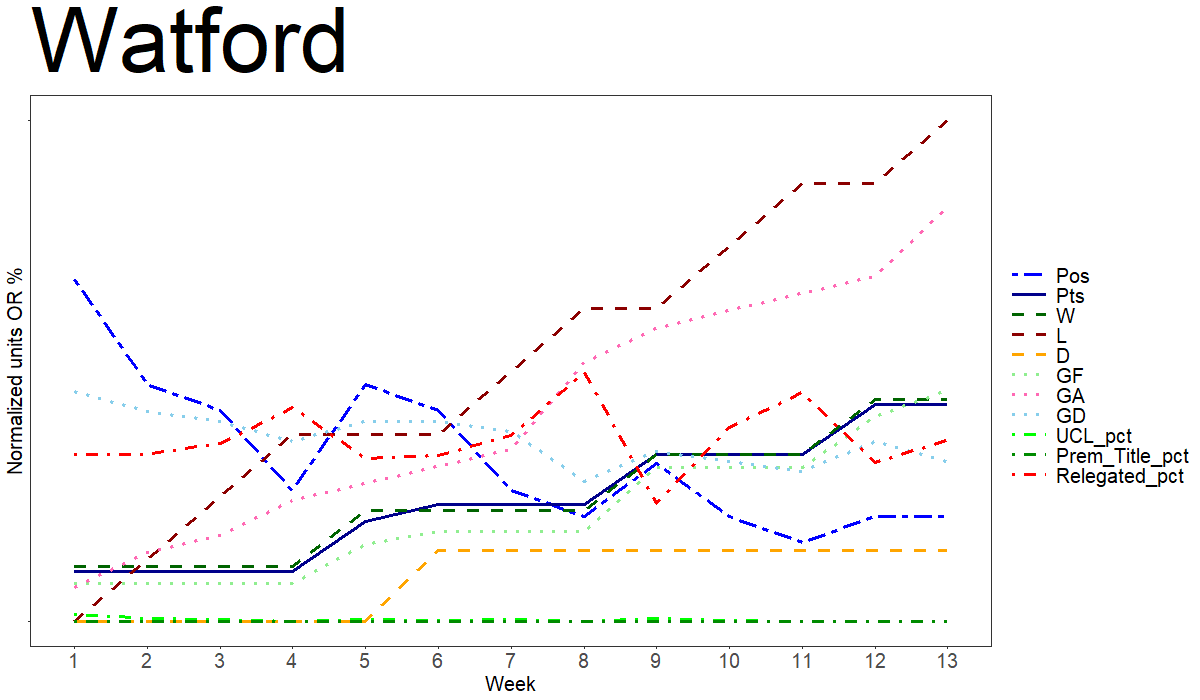 Watford
Normalized units OR %
1 2 3 4 5 6 7 8 9 10 11 12 13
Week
Pos
Pts
W
L
D
GF
GA
GD
UCL_pct
Prem_Title_pct
Relegated_pct